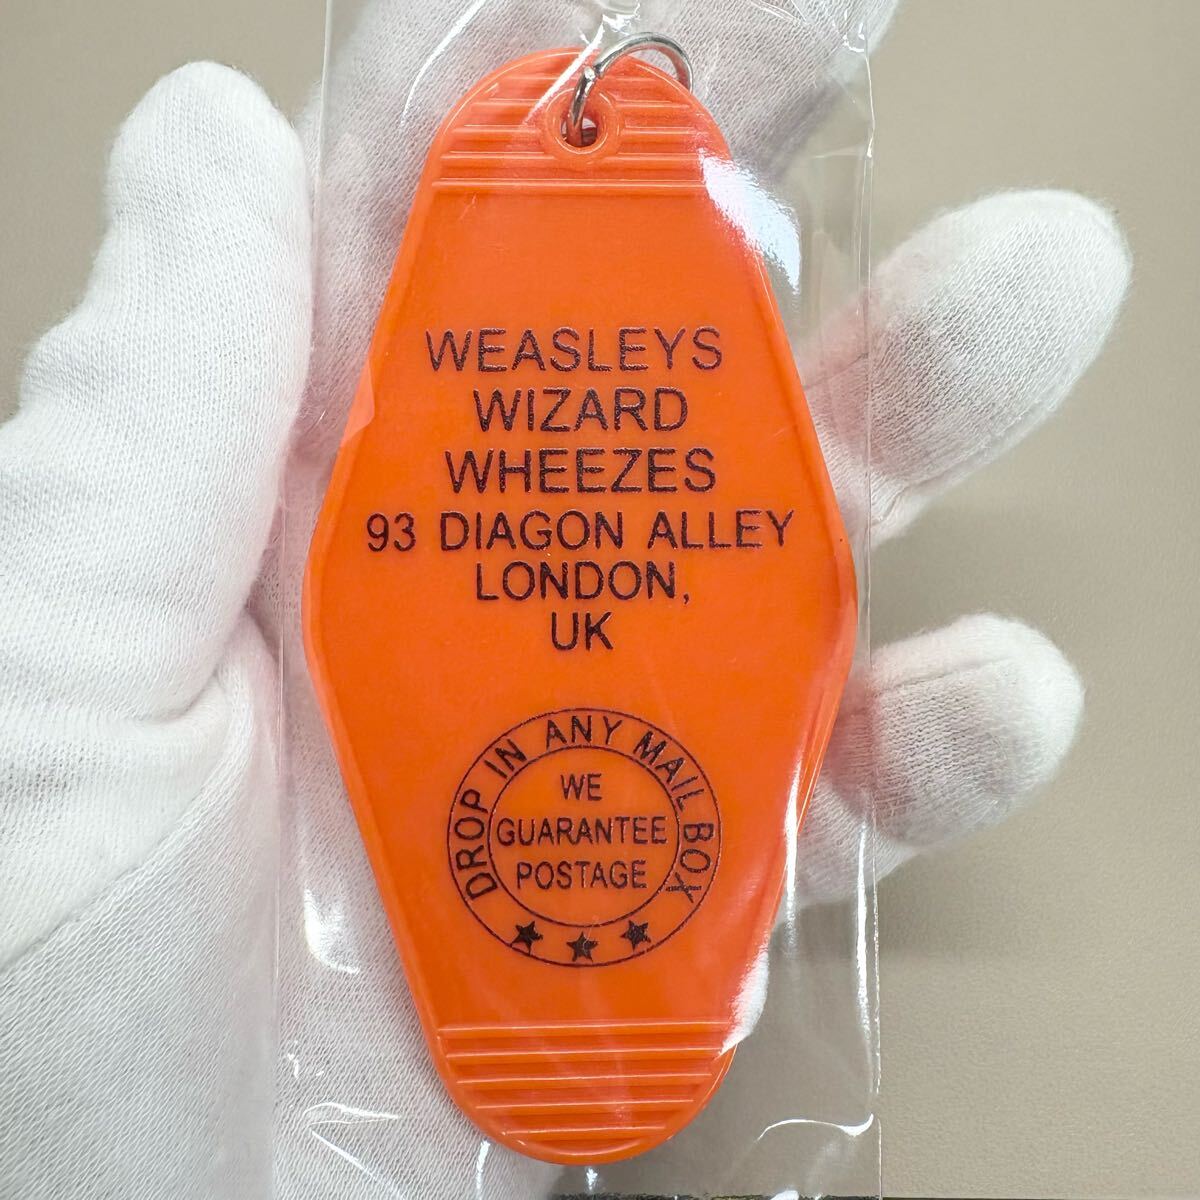 WEASLEYS
WIZARD
WHEEZES
93 DIAGON ALLEY
LONDON,
UK
DROP IN ANY MAIL BOX
WE
GUARANTEE
POSTAGE